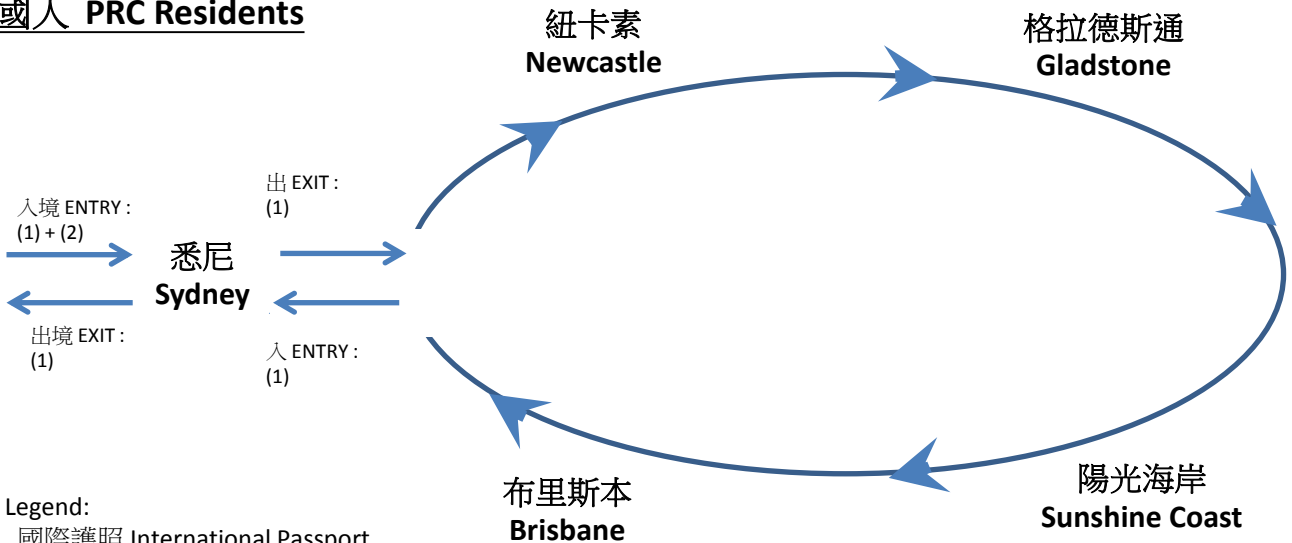 國人 PRC Residents
紐卡素
Newcastle
格拉德斯通
Gladstone
入境 ENTRY :
(1) + (2)
出 EXIT :
(1)
悉尼
Sydney
出境 EXIT :
(1)
入 ENTRY :
(1)
布里斯本
Brisbane
陽光海岸
Sunshine Coast
Legend:
國際護照 International Passport